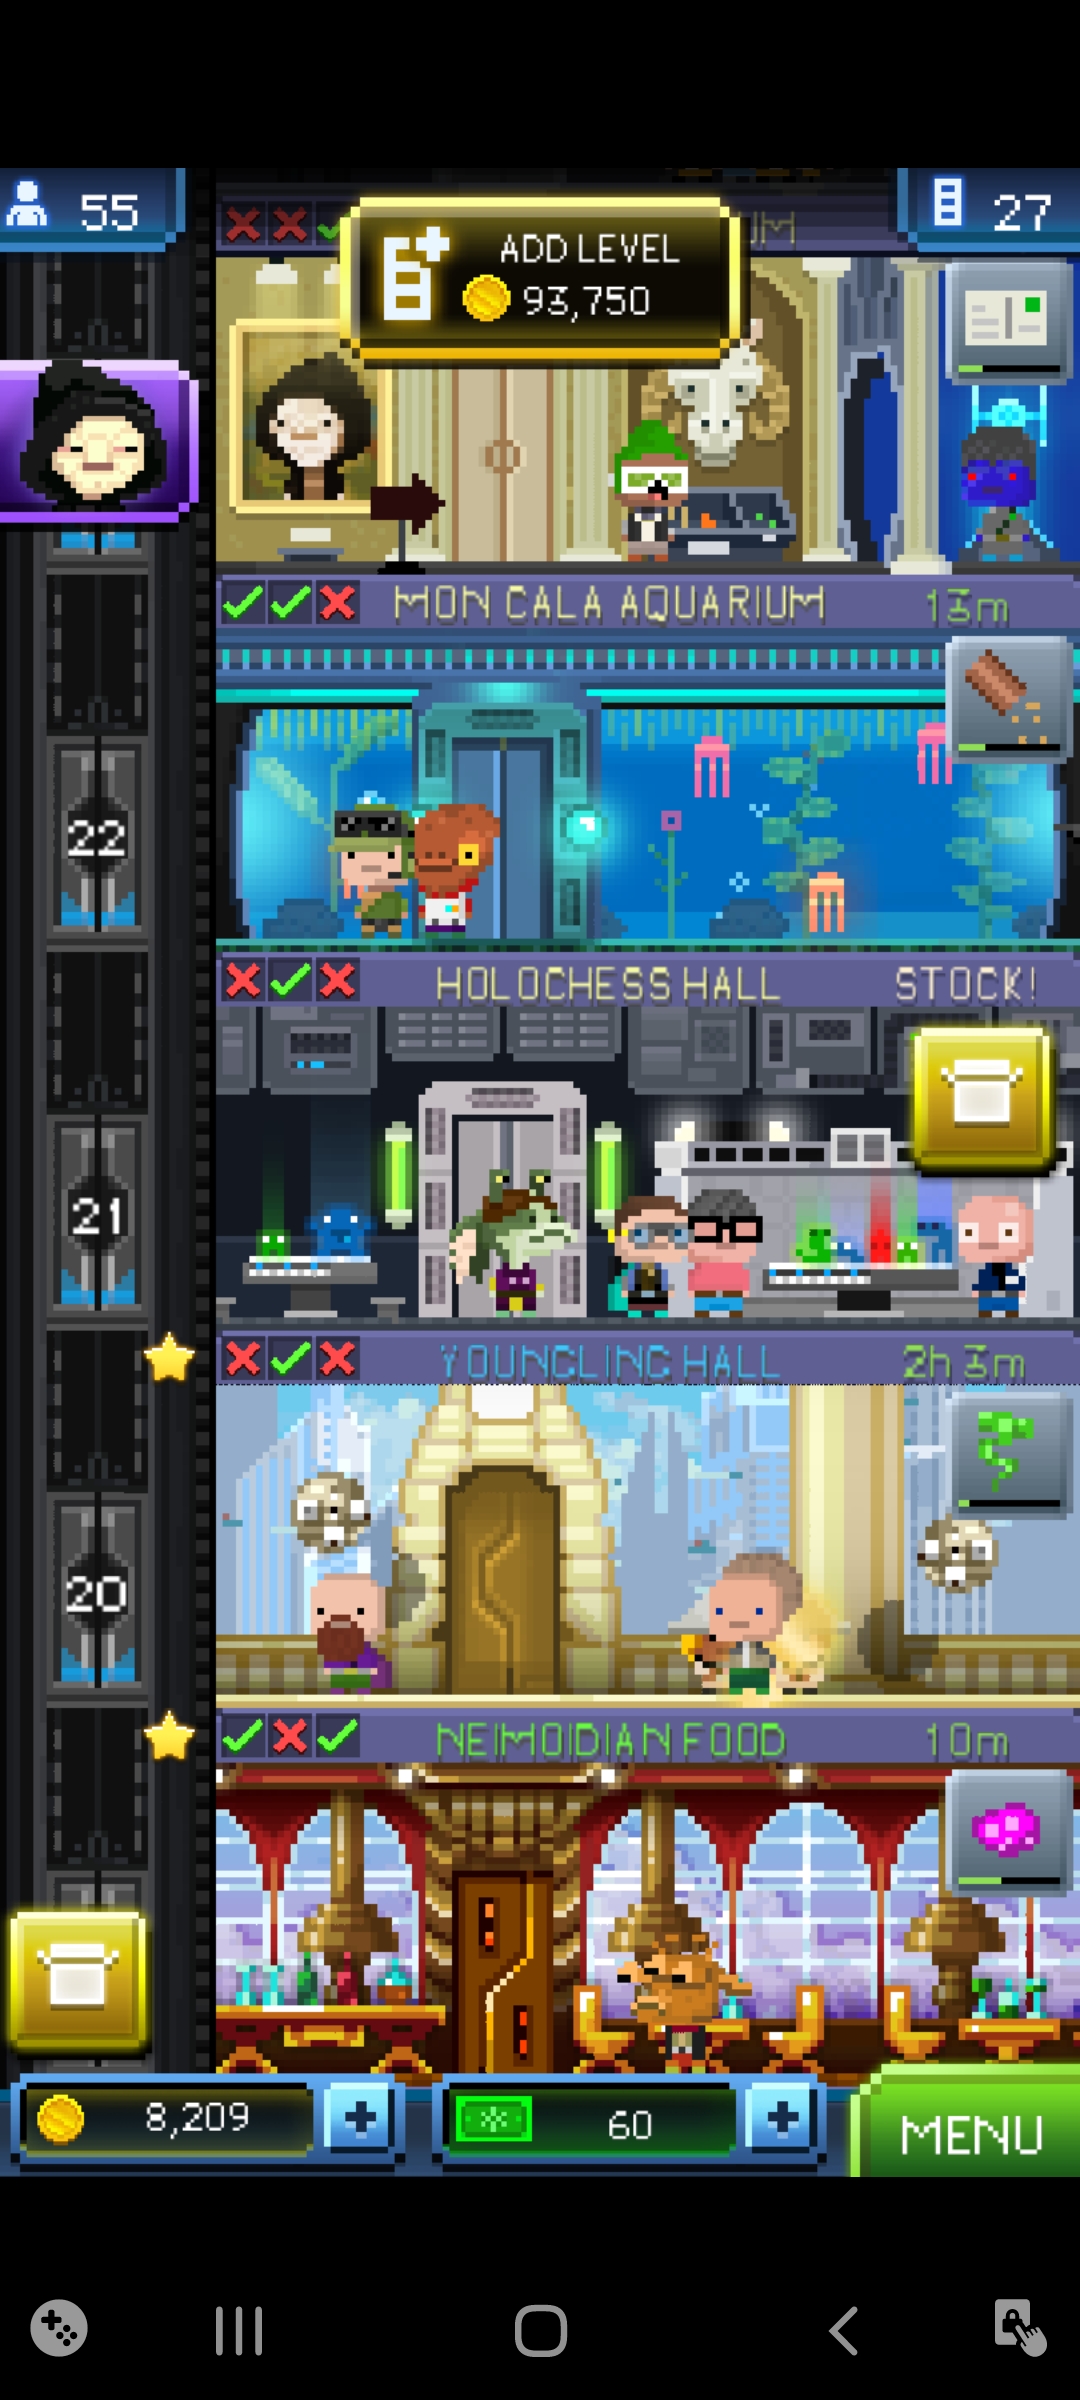 55
27
ADD LEVEL
93,750
UM
MON CALA AQUARIUM 13m
22
HOLOCHESS HALL STOCK!
21
YOUNGLING HALL 2h 3m
20
NEIMOIDIAN FOOD 10m
8,209
60
MENU